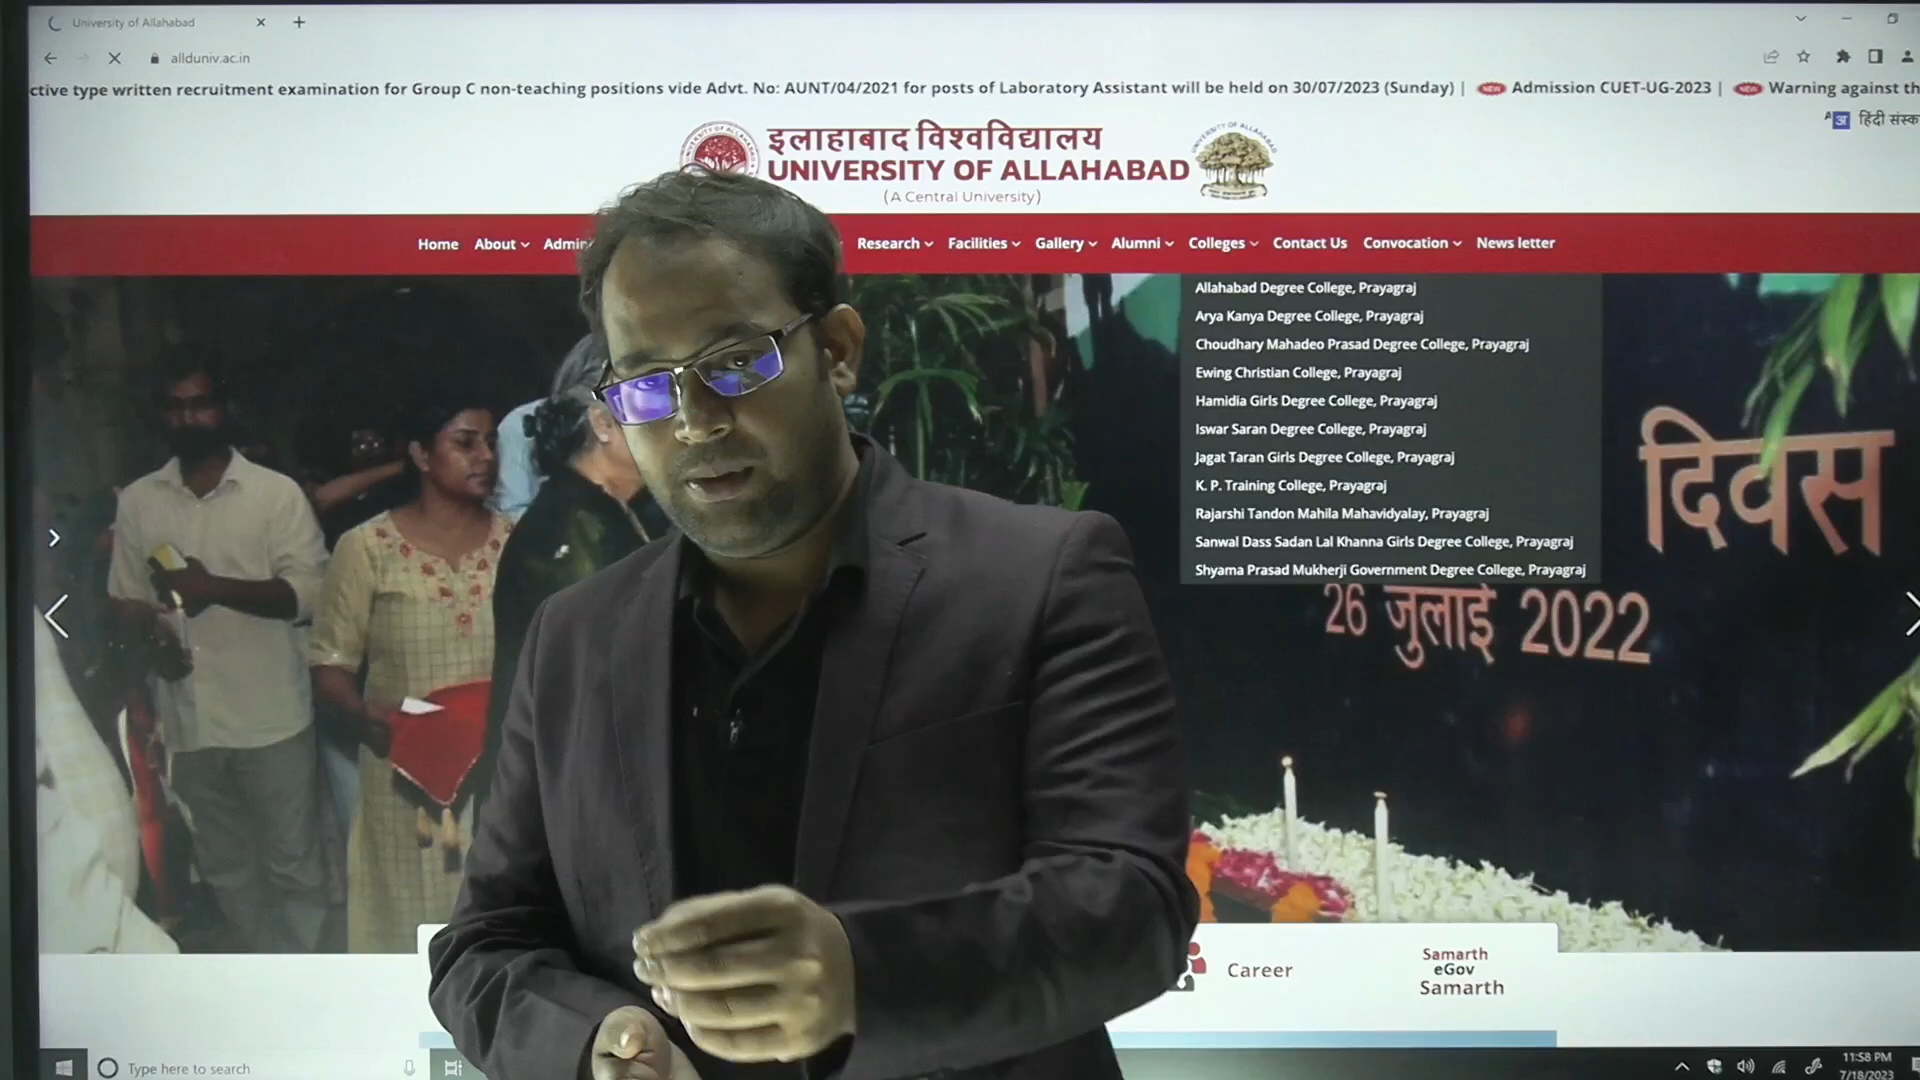 University of Allahabad
allduniv.ac.in
ctive type written recruitment examination for Group C non-teaching positions vide Advt. No: AUNT/04/2021 for posts of Laboratory Assistant will be held on 30/07/2023 (Sunday) | NEW Admission CUET-UG-2023 | NEW Warning against th
हिंदी संस्क
इलाहाबाद विश्वविद्यालय
UNIVERSITY OF ALLAHABAD
(A Central University)
Home About Admin Research Facilities Gallery Alumni Colleges Contact Us Convocation News letter
Allahabad Degree College, Prayagraj
Arya Kanya Degree College, Prayagraj
Choudhary Mahadeo Prasad Degree College, Prayagraj
Ewing Christian College, Prayagraj
Hamidia Girls Degree College, Prayagraj
Iswar Saran Degree College, Prayagraj
Jagat Taran Girls Degree College, Prayagraj
K. P. Training College, Prayagraj
Rajarshi Tandon Mahila Mahavidyalay, Prayagraj
Sanwal Dass Sadan Lal Khanna Girls Degree College, Prayagraj
Shyama Prasad Mukherji Government Degree College, Prayagraj
दिवस
26 जुलाई 2022
Career
Samarth
eGov
Samarth
Type here to search
11:58 PM
7/18/2023